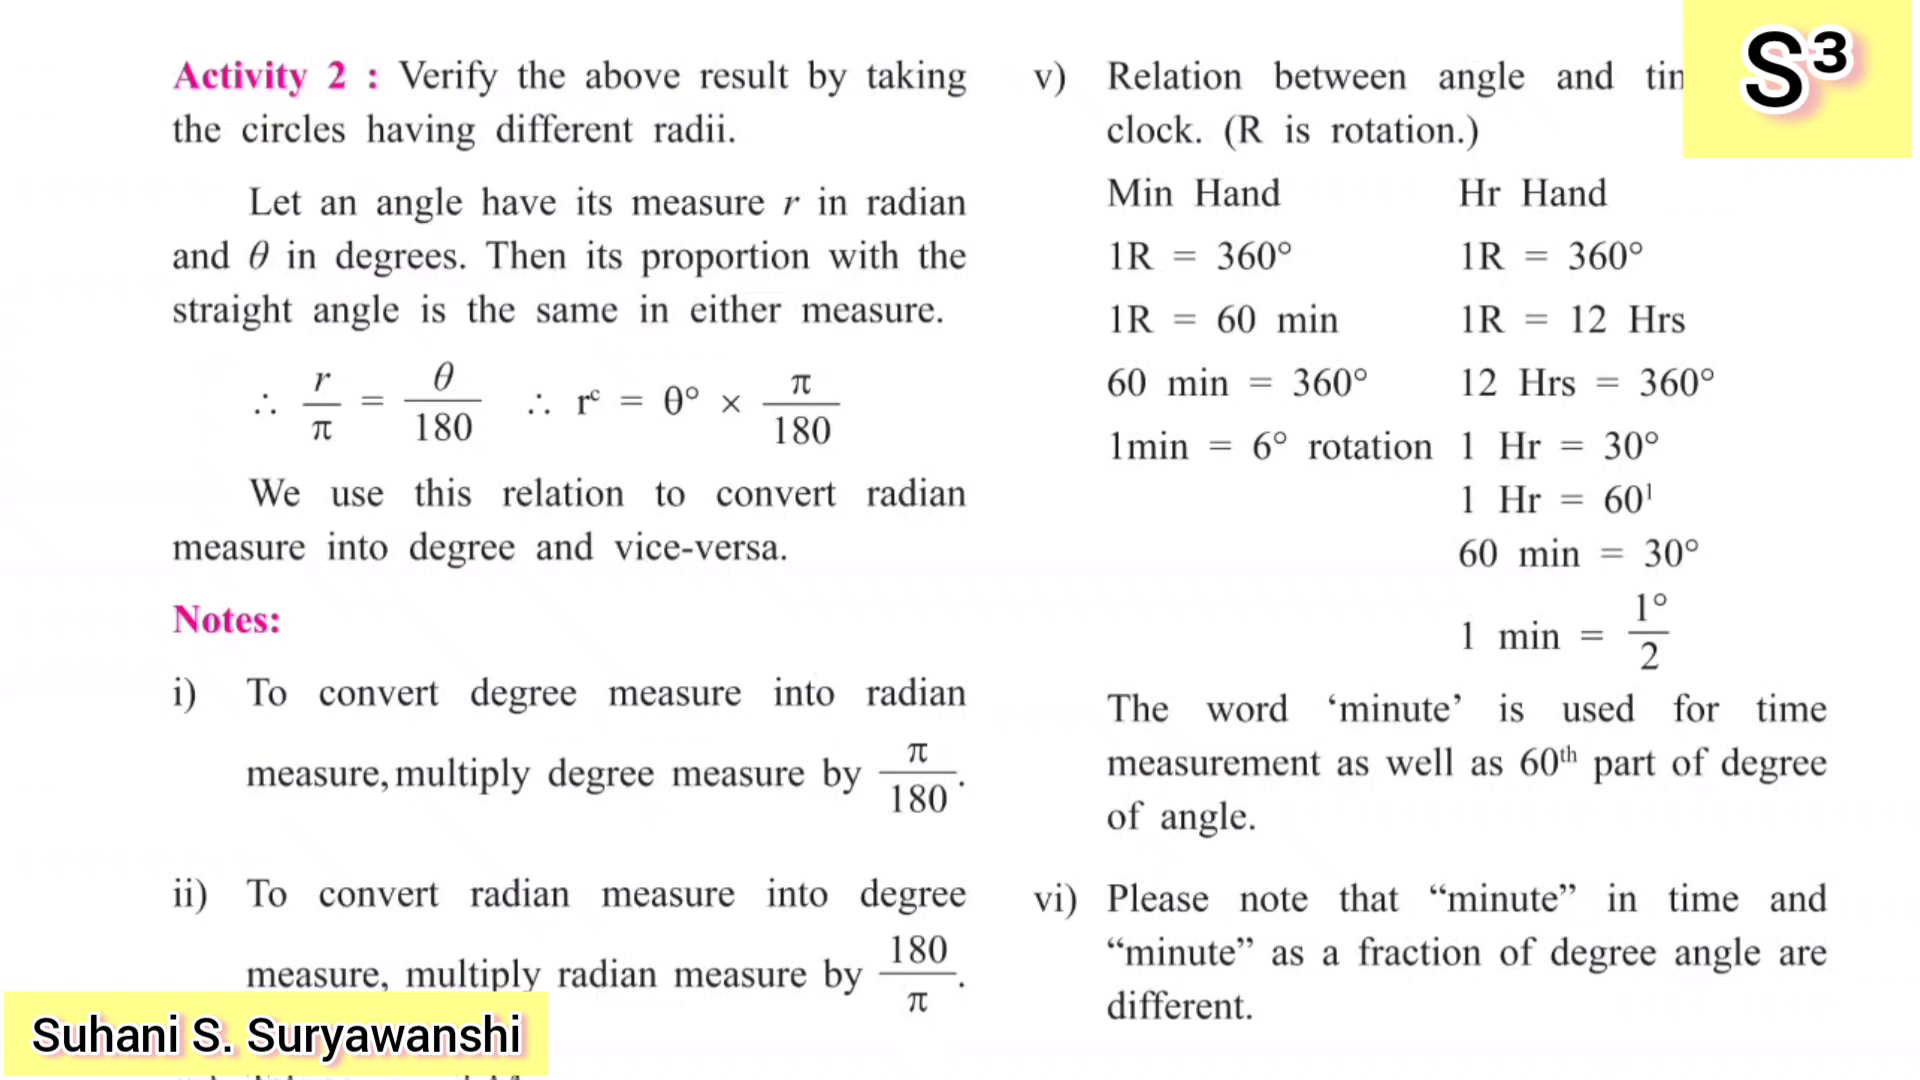 Activity 2 : Verify the above result by taking
the circles having different radii.
Let an angle have its measure r in radian
and θ in degrees. Then its proportion with the
straight angle is the same in either measure.
∴ r/π = θ/180 ∴ rᶜ = θ° × π/180
We use this relation to convert radian
measure into degree and vice-versa.
Notes:
i) To convert degree measure into radian
measure, multiply degree measure by π/180.
ii) To convert radian measure into degree
measure, multiply radian measure by 180/π.
Suhani S. Suryawanshi
S³
v) Relation between angle and
clock. (R is rotation.)
Min Hand Hr Hand
1R = 360° 1R = 360°
1R = 60 min 1R = 12 Hrs
60 min = 360° 12 Hrs = 360°
1min = 6° rotation 1 Hr = 30°
1 Hr = 60¹
60 min = 30°
1 min = 1°/2
The word ‘minute’ is used for time
measurement as well as 60th part of degree
of angle.
vi) Please note that “minute” in time and
“minute” as a fraction of degree angle are
different.